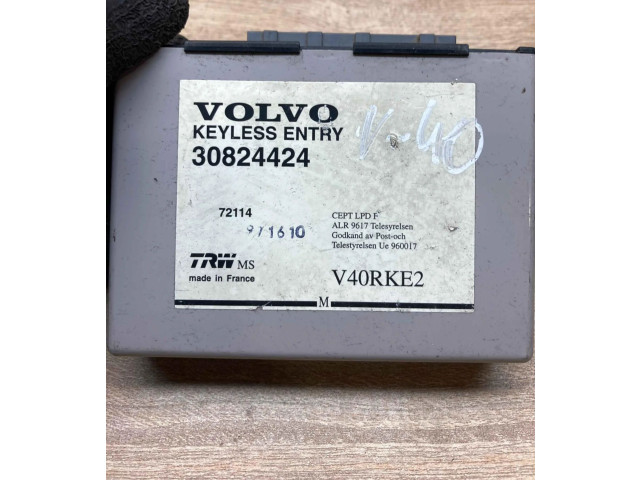 VOLVO
KEYLESS ENTRY
30824424
V-40
72114
971610
CEPT LPD F
ALR 9617 Telestyrelsen
Godkand av Post-och
Telestyrelsen Ue 960017
TRW MS
made in France
V40RKE2
M